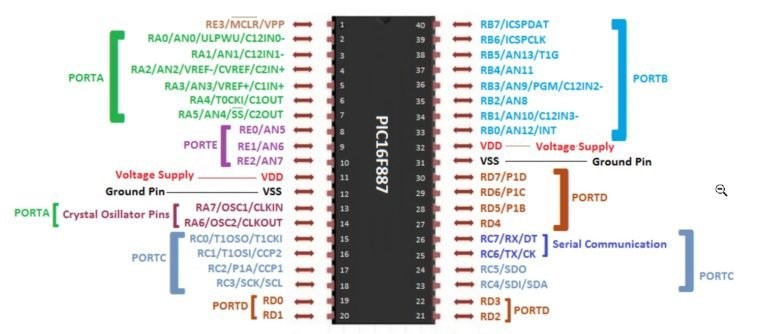 RE3/MCLR/VPP 1
RA0/AN0/ULPWU/C12IN0- 2
RA1/AN1/C12IN1- 3
RA2/AN2/VREF-/CVREF/C2IN+ 4
RA3/AN3/VREF+/C1IN+ 5
RA4/T0CKI/C1OUT 6
RA5/AN4/SS/C2OUT 7
PORTA
RE0/AN5 8
RE1/AN6 9
RE2/AN7 10
PORTE
Voltage Supply VDD 11
Ground Pin VSS 12
PORTA Crystal Osillator Pins
RA7/OSC1/CLKIN 13
RA6/OSC2/CLKOUT 14
RC0/T1OSO/T1CKI 15
RC1/T1OSI/CCP2 16
RC2/P1A/CCP1 17
RC3/SCK/SCL 18
PORTC
RD0 19
RD1 20
PORTD
PIC16F887
40 RB7/ICSPDAT
39 RB6/ICSPCLK
38 RB5/AN13/T1G
37 RB4/AN11
36 RB3/AN9/PGM/C12IN2-
35 RB2/AN8
34 RB1/AN10/C12IN3-
33 RB0/AN12/INT
PORTB
32 VDD Voltage Supply
31 VSS Ground Pin
30 RD7/P1D
29 RD6/P1C
28 RD5/P1B
27 RD4
PORTD
26 RC7/RX/DT
25 RC6/TX/CK
Serial Communication
24 RC5/SDO
23 RC4/SDI/SDA
PORTC
22 RD3
21 RD2
PORTD